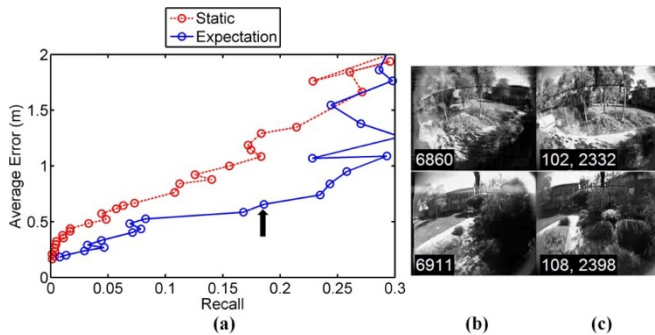 Static
Expectation
Average Error (m)
2
1.5
1
0.5
0
0 0.05 0.1 0.15 0.2 0.25 0.3
Recall
6860
102, 2332
6911
108, 2398
(a) (b) (c)